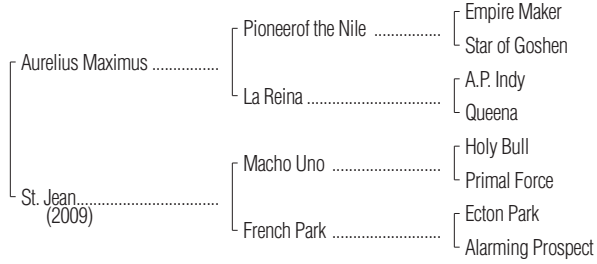 Empire Maker
Pioneerof the Nile ................
Star of Goshen
Aurelius Maximus ................
A.P. Indy
La Reina ................................
Queena
Holy Bull
Macho Uno ..........................
Primal Force
St. Jean..................................
(2009)
Ecton Park
French Park ..........................
Alarming Prospect